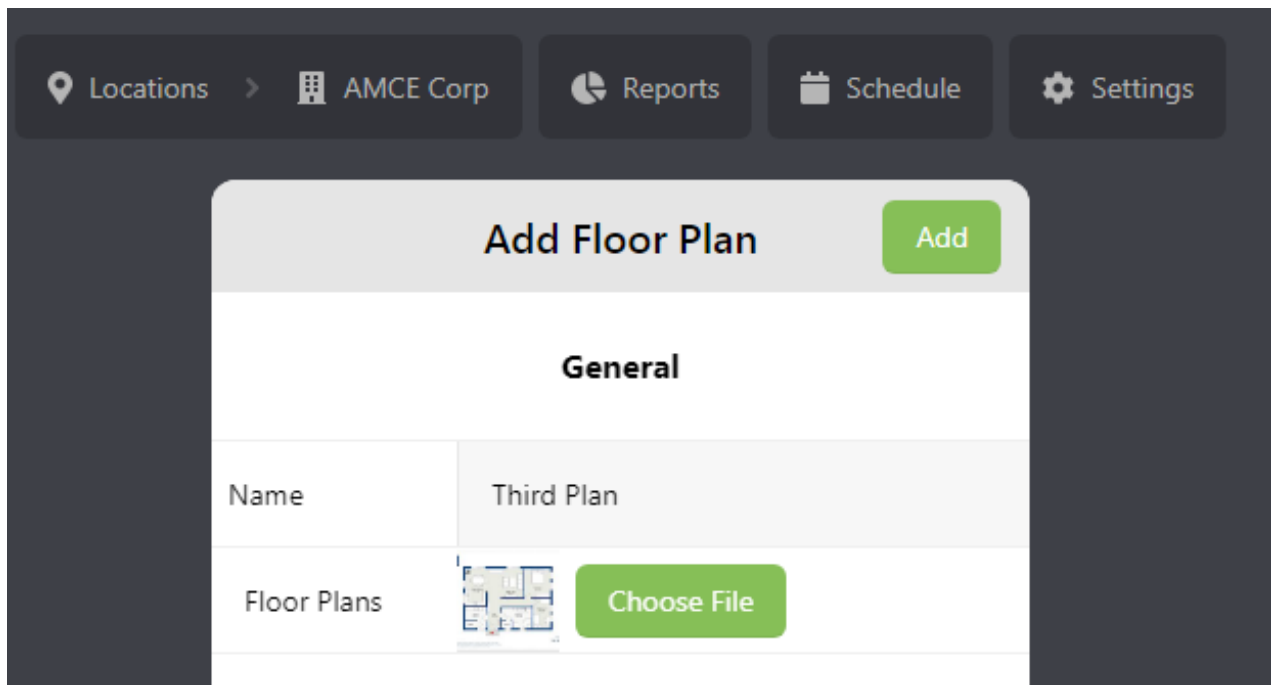 Locations > AMCE Corp Reports Schedule Settings
Add Floor Plan Add
General
Name Third Plan
Floor Plans Choose File